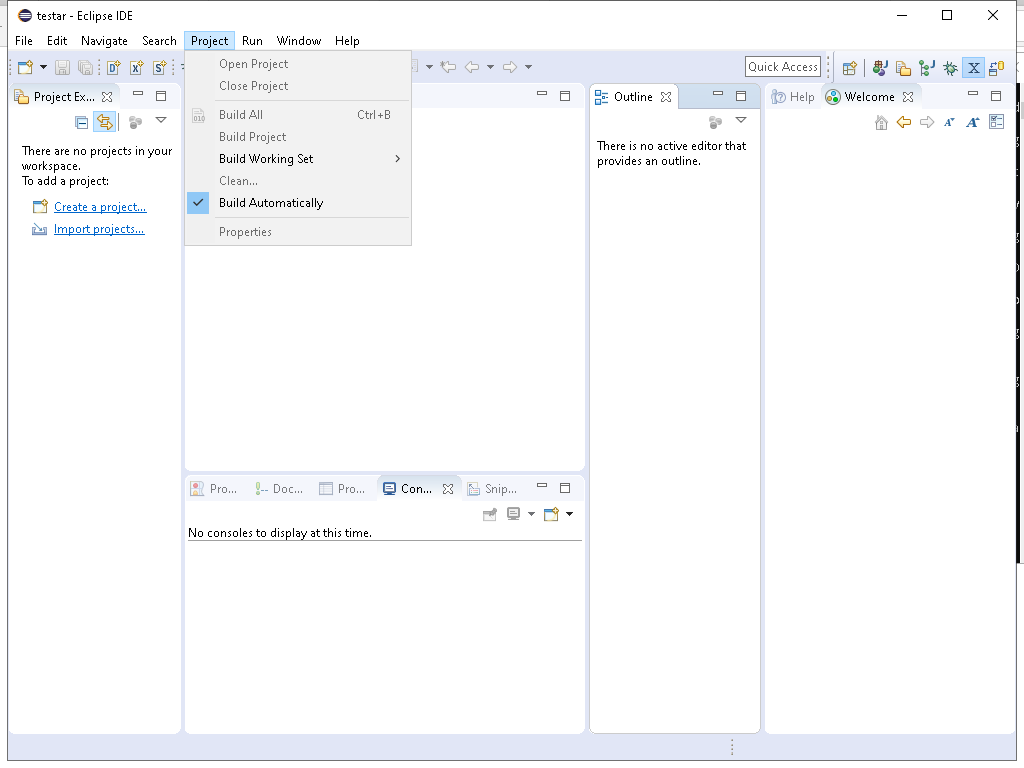 testar - Eclipse IDE
File Edit Navigate Search Project Run Window Help
Quick Access
Open Project
Close Project
Build All Ctrl+B
Build Project
Build Working Set
Clean...
Build Automatically
Properties
Project Ex...
There are no projects in your
workspace.
To add a project:
Create a project...
Import projects...
Outline
There is no active editor that
provides an outline.
Help
Welcome
Pro... Doc... Pro... Con... Snip...
No consoles to display at this time.